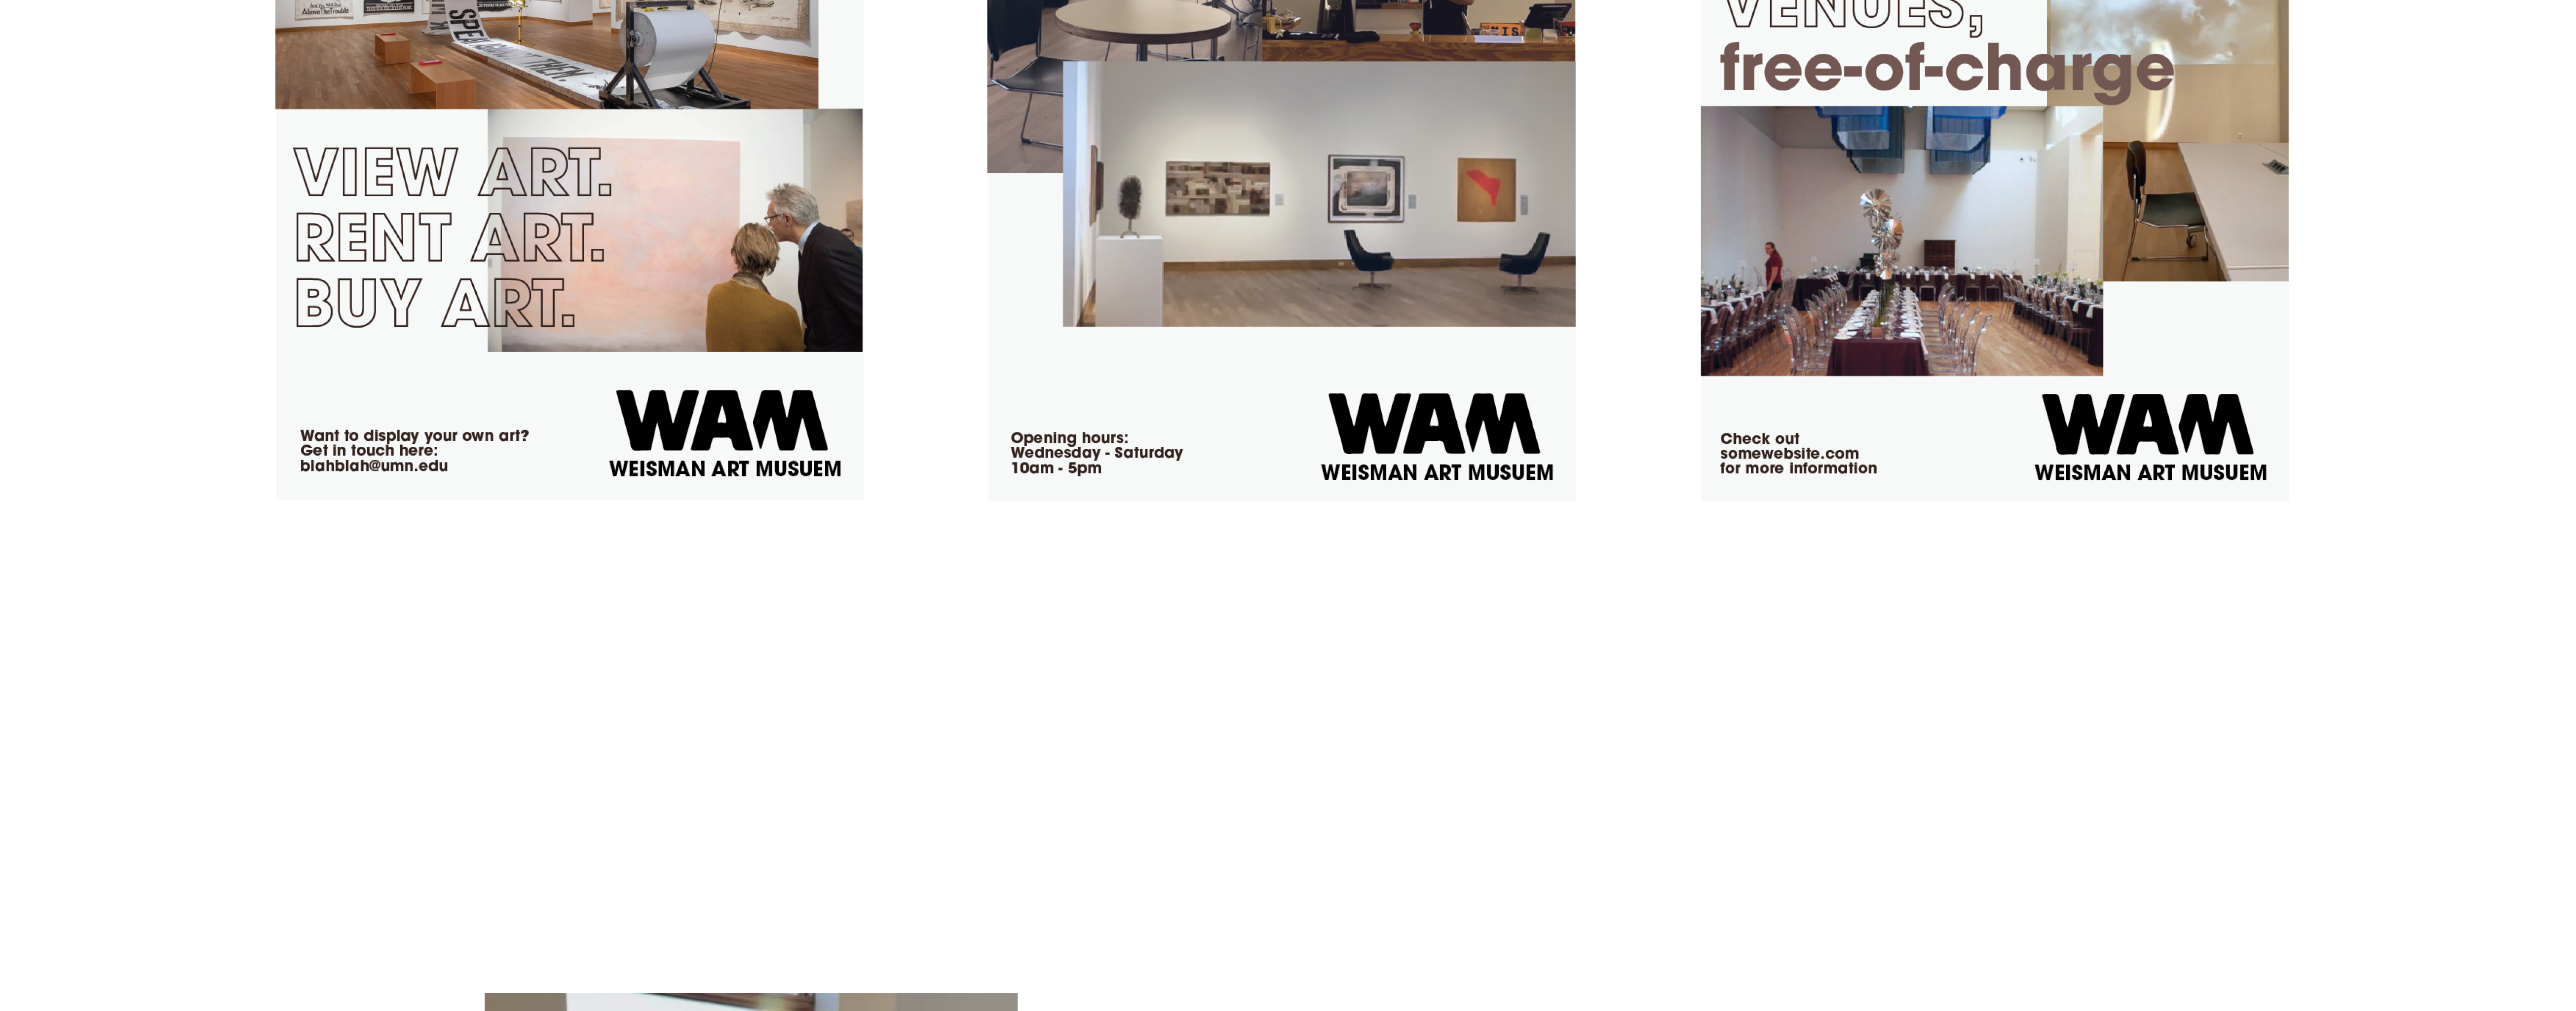 SPEAK
THEM.
VIEW ART.
RENT ART.
BUY ART.
Want to display your own art?
Get in touch here:
blahblah@umn.edu
WAM
WEISMAN ART MUSUEM
Opening hours:
Wednesday - Saturday
10am - 5pm
WAM
WEISMAN ART MUSUEM
VENUES,
free-of-charge
Check out
somewebsite.com
for more information
WAM
WEISMAN ART MUSUEM